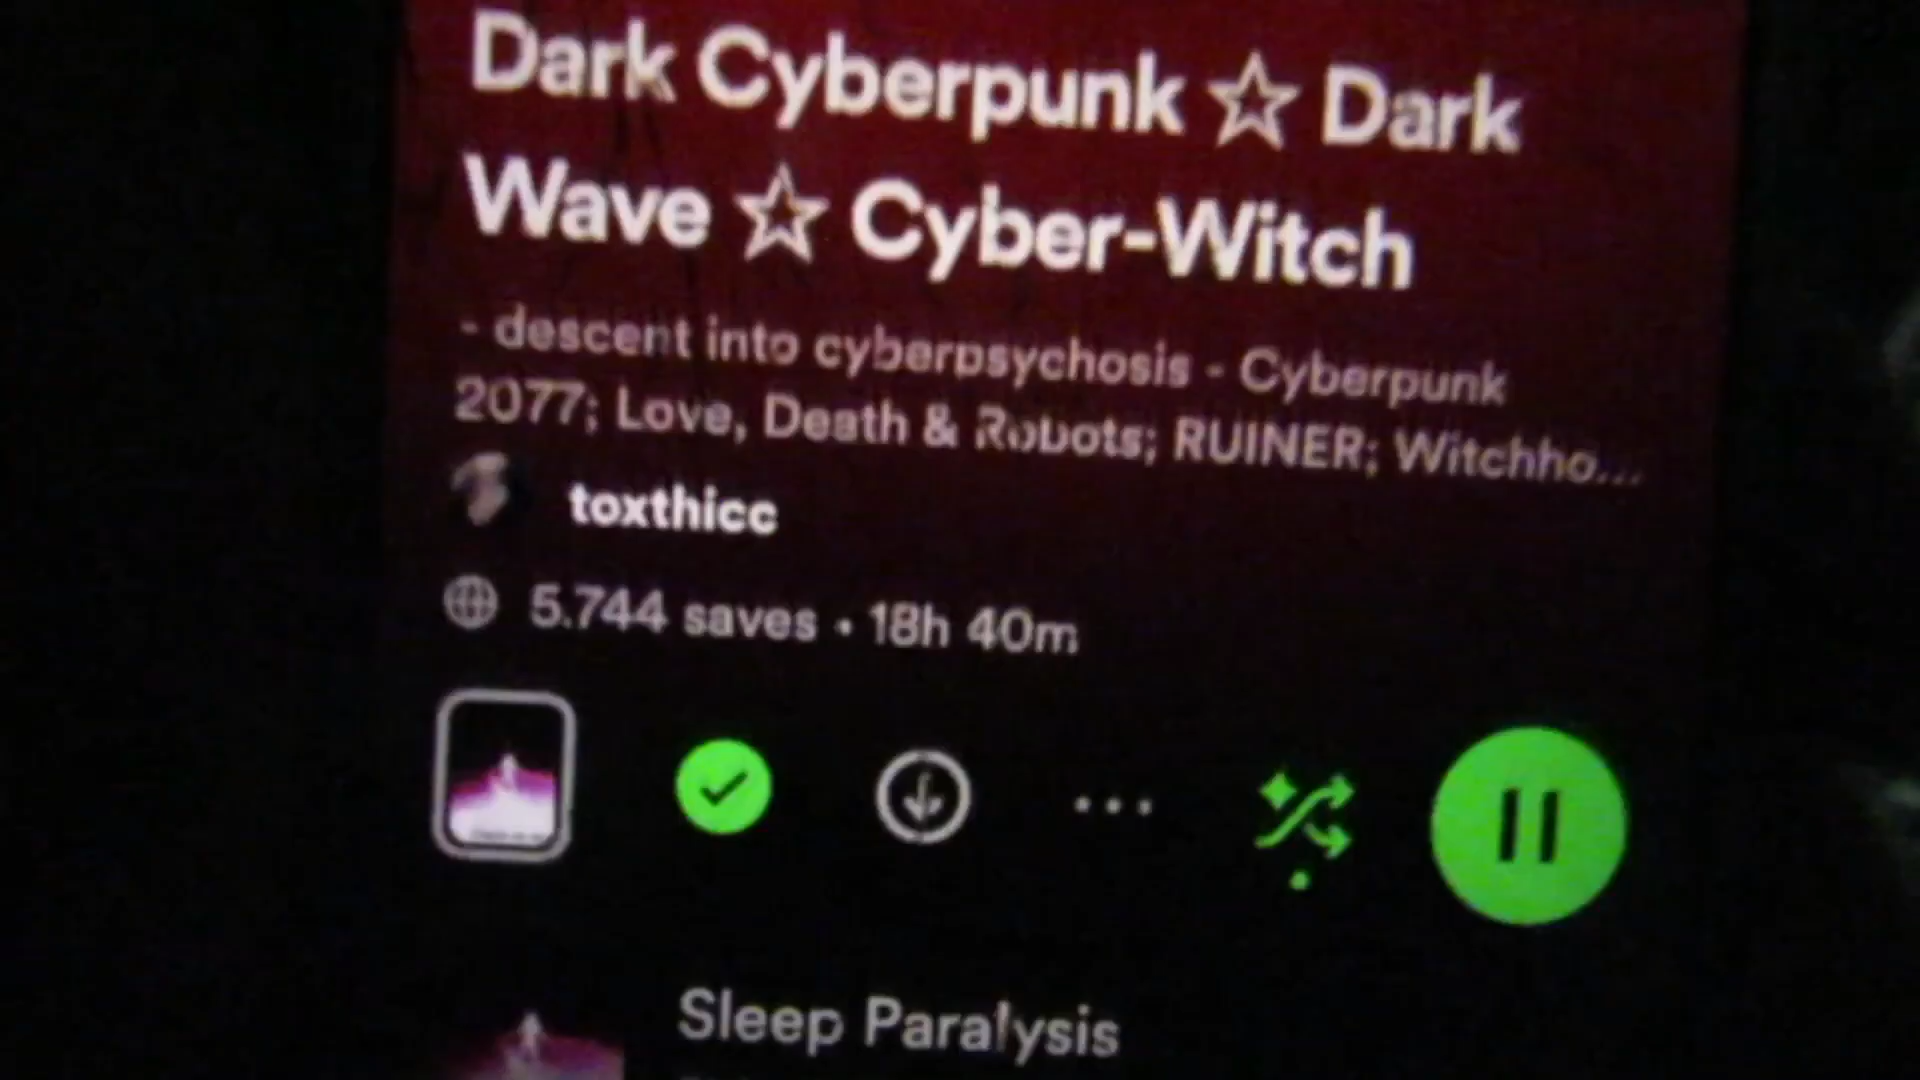 Dark Cyberpunk ☆ Dark
Wave ☆ Cyber-Witch
- descent into cyberpsychosis - Cyberpunk
2077; Love, Death & Robots; RUINER; Witchho...
toxthicc
5.744 saves • 18h 40m
Sleep Paralysis